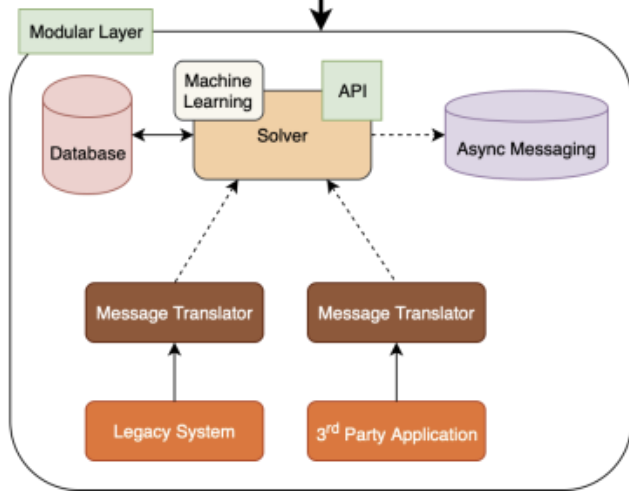 Modular Layer
Machine
Learning
API
Database
Solver
Async Messaging
Message Translator
Message Translator
Legacy System
3rd Party Application